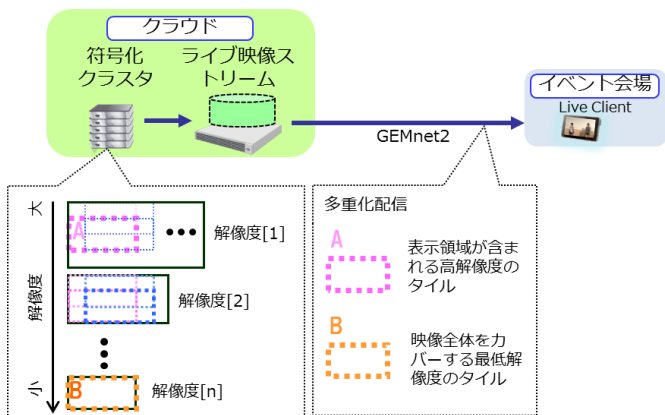 クラウド
符号化
クラスタ
ライブ映像ス
トリーム
イベント会場
Live Client
GEMnet2
大
解像度
小
A
解像度[1]
解像度[2]
B
解像度[n]
多重化配信
A
表示領域が含ま
れる高解像度の
タイル
B
映像全体をカ
バーする最低解
像度のタイル